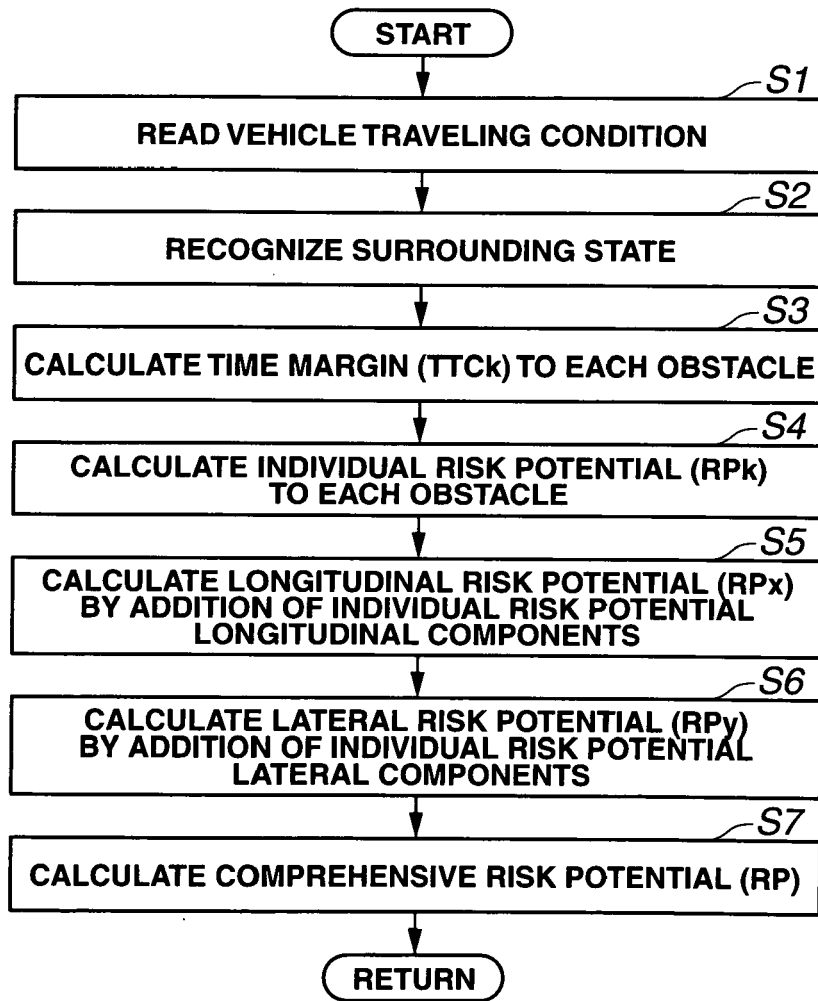 START
S1
READ VEHICLE TRAVELING CONDITION
S2
RECOGNIZE SURROUNDING STATE
S3
CALCULATE TIME MARGIN (TTCk) TO EACH OBSTACLE
S4
CALCULATE INDIVIDUAL RISK POTENTIAL (RPk)
TO EACH OBSTACLE
S5
CALCULATE LONGITUDINAL RISK POTENTIAL (RPx)
BY ADDITION OF INDIVIDUAL RISK POTENTIAL
LONGITUDINAL COMPONENTS
S6
CALCULATE LATERAL RISK POTENTIAL (RPy)
BY ADDITION OF INDIVIDUAL RISK POTENTIAL
LATERAL COMPONENTS
S7
CALCULATE COMPREHENSIVE RISK POTENTIAL (RP)
RETURN